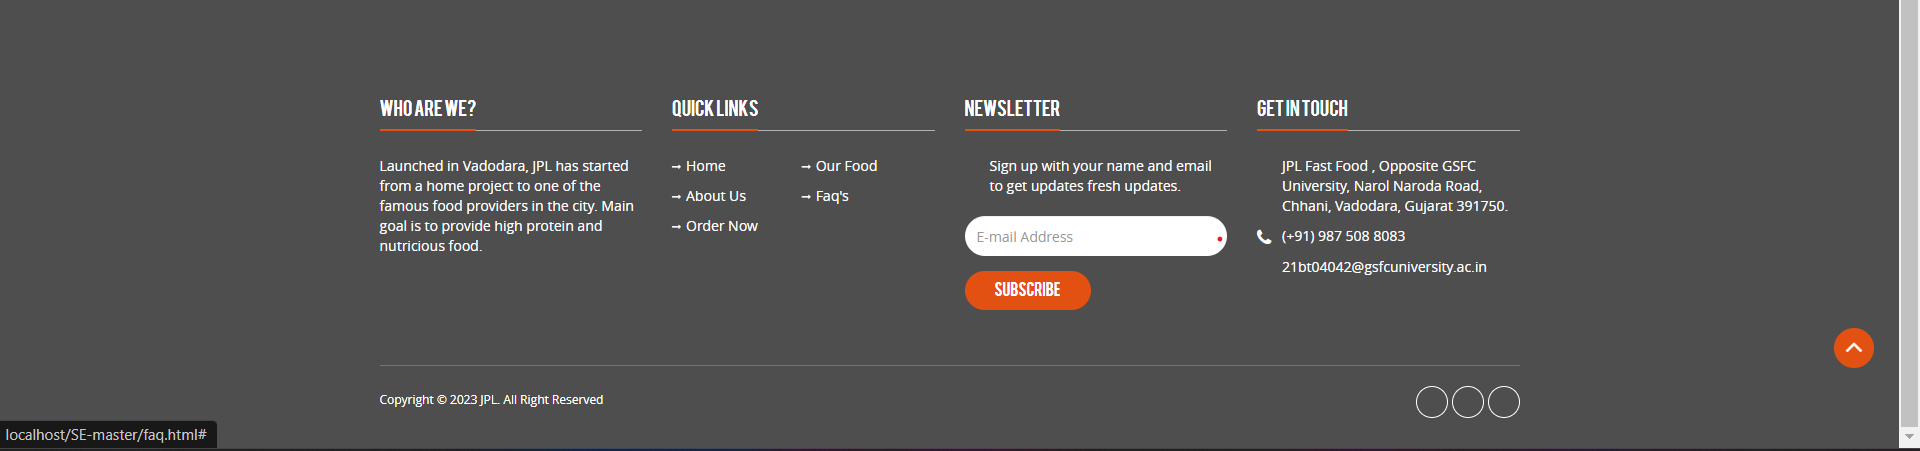 WHO ARE WE?
Launched in Vadodara, JPL has started
from a home project to one of the
famous food providers in the city. Main
goal is to provide high protein and
nutricious food.
QUICK LINKS
Home
About Us
Order Now
Our Food
Faq's
NEWSLETTER
Sign up with your name and email
to get updates fresh updates.
E-mail Address
SUBSCRIBE
GET IN TOUCH
JPL Fast Food , Opposite GSFC
University, Narol Naroda Road,
Chhani, Vadodara, Gujarat 391750.
(+91) 987 508 8083
21bt04042@gsfcuniversity.ac.in
Copyright © 2023 JPL. All Right Reserved
localhost/SE-master/faq.html#